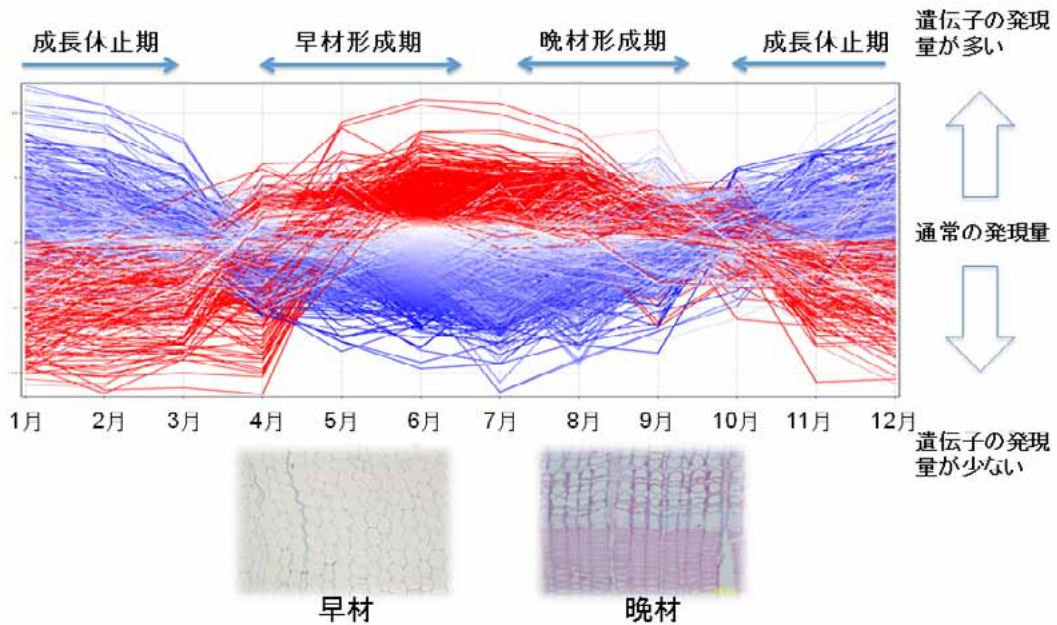 成長休止期
早材形成期
晩材形成期
成長休止期
遺伝子の発現
量が多い
通常の発現量
遺伝子の発現
量が少ない
1月 2月 3月 4月 5月 6月 7月 8月 9月 10月 11月 12月
早材
晩材